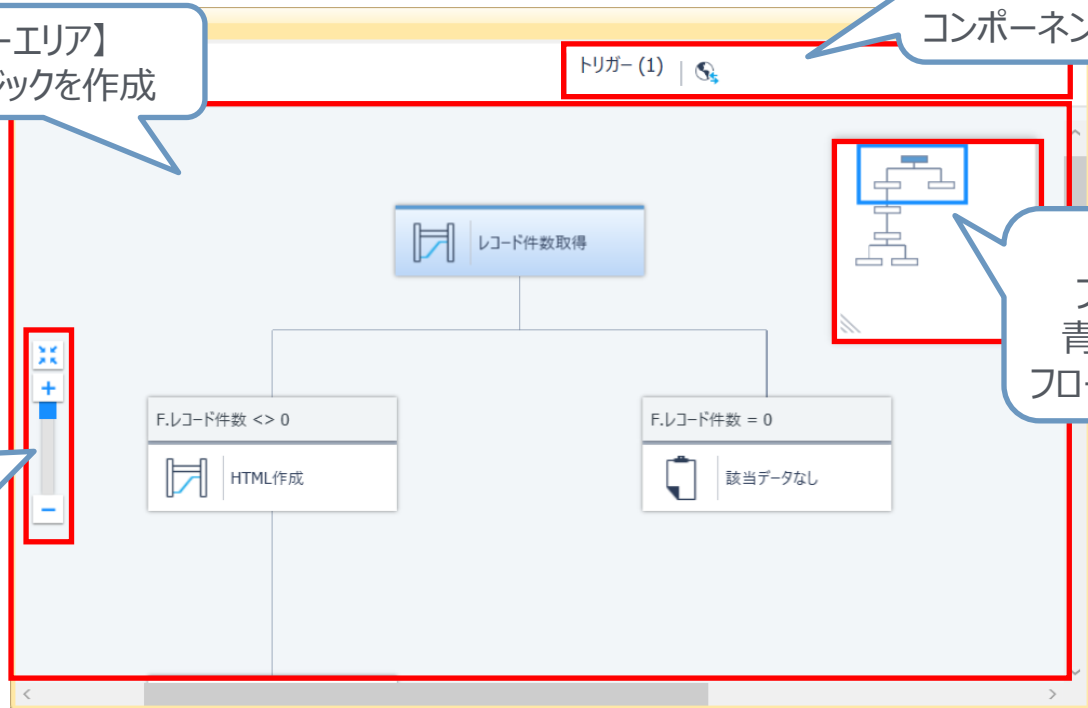 ーエリア】
ジックを作成
コンポーネン
トリガー (1)
レコード件数取得
フ
青
フロー
F.レコード件数 <> 0
F.レコード件数 = 0
HTML作成
該当データなし